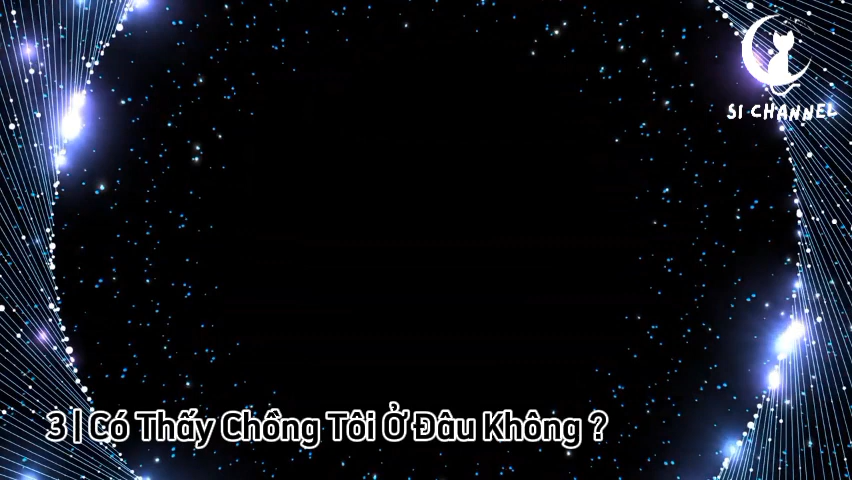 SI CHANNEL
3 | Có Thấy Chồng Tôi Ở Đâu Không ?